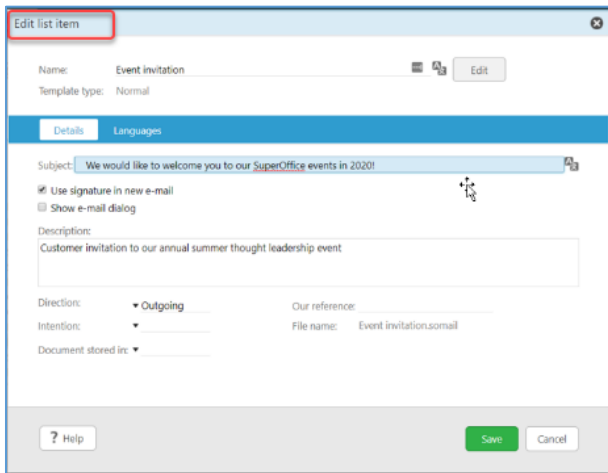 Edit list item
Name: Event invitation Edit
Template type: Normal
Details Languages
Subject: We would like to welcome you to our SuperOffice events in 2020!
Use signature in new e-mail
Show e-mail dialog
Description:
Customer invitation to our annual summer thought leadership event
Direction: Outgoing Our reference:
Intention: File name: Event invitation.somail
Document stored in:
? Help Save Cancel